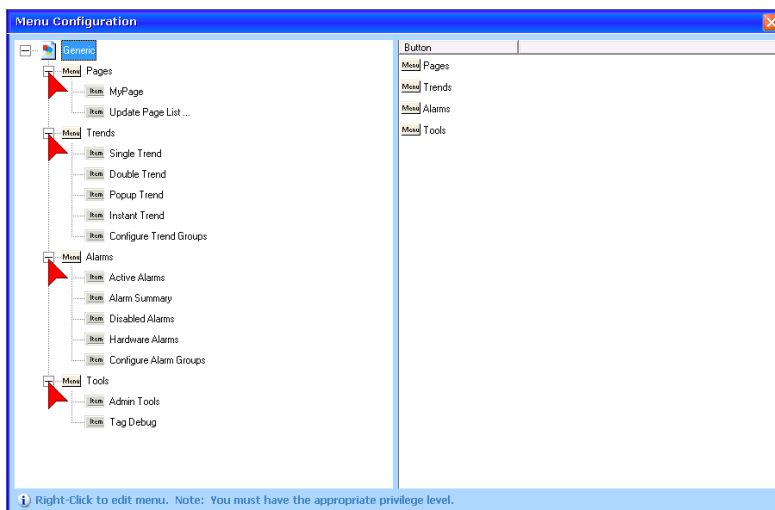 Menu Configuration
Generic
Menu Pages
Item MyPage
Item Update Page List ...
Menu Trends
Item Single Trend
Item Double Trend
Item Popup Trend
Item Instant Trend
Item Configure Trend Groups
Menu Alarms
Item Active Alarms
Item Alarm Summary
Item Disabled Alarms
Item Hardware Alarms
Item Configure Alarm Groups
Menu Tools
Item Admin Tools
Item Tag Debug
Button
Menu Pages
Menu Trends
Menu Alarms
Menu Tools
Right-Click to edit menu. Note: You must have the appropriate privilege level.